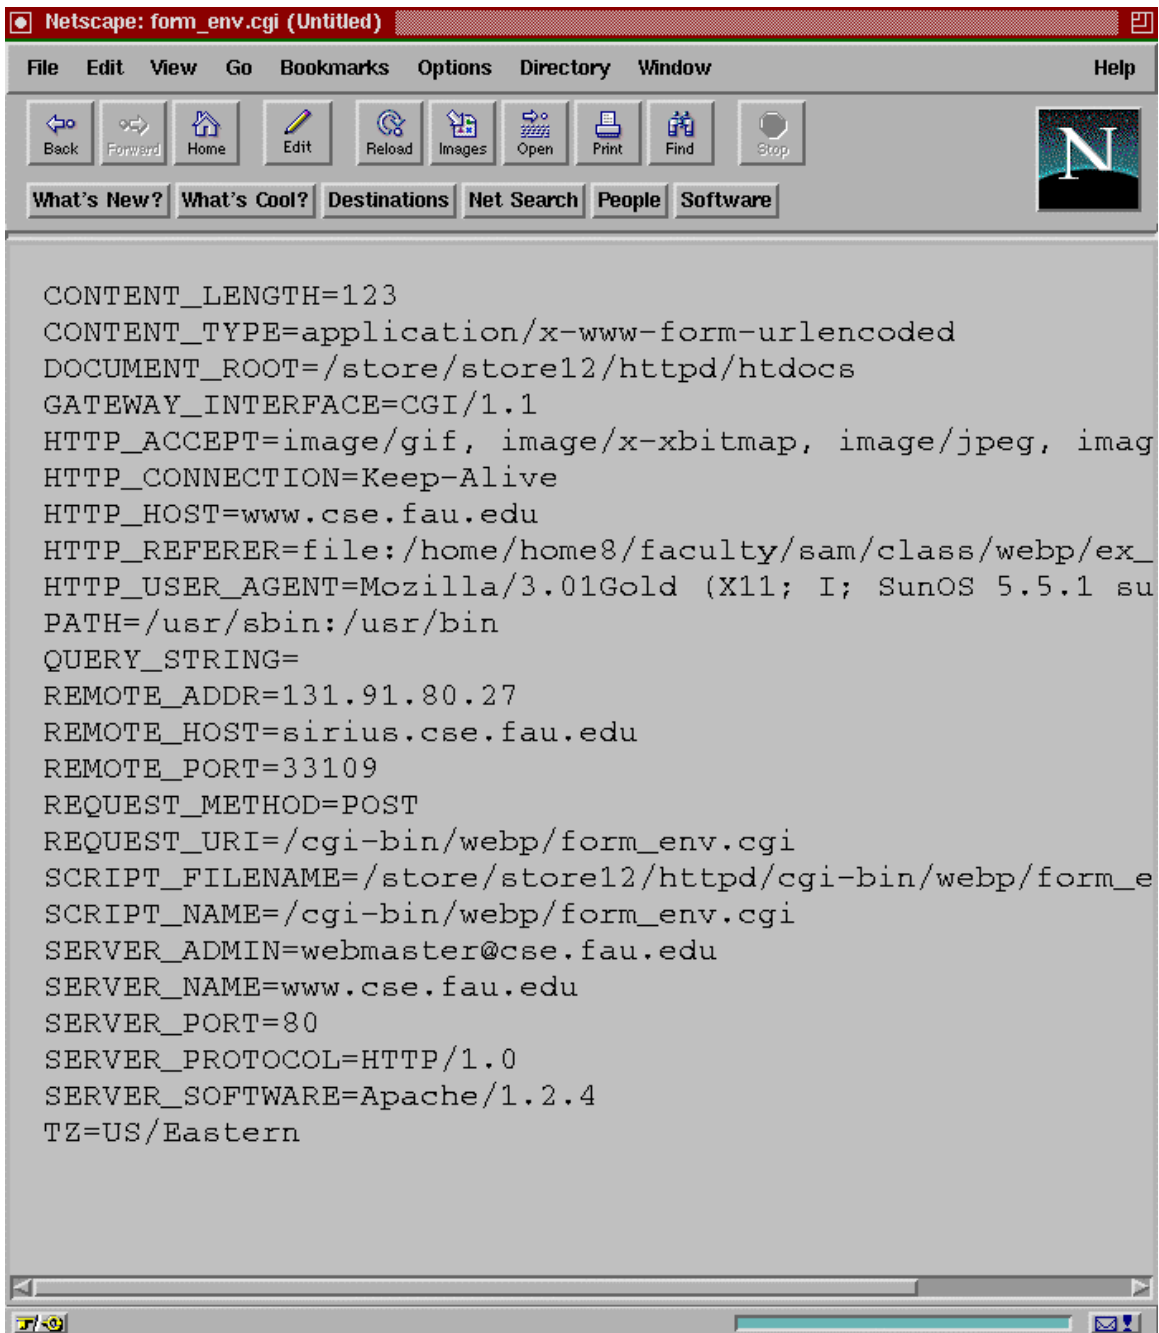 Netscape: form_env.cgi (Untitled)
File Edit View Go Bookmarks Options Directory Window Help
Back Forward Home Edit Reload Images Open Print Find Stop
N
What's New? What's Cool? Destinations Net Search People Software
CONTENT_LENGTH=123
CONTENT_TYPE=application/x-www-form-urlencoded
DOCUMENT_ROOT=/store/store12/httpd/htdocs
GATEWAY_INTERFACE=CGI/1.1
HTTP_ACCEPT=image/gif, image/x-xbitmap, image/jpeg, imag
HTTP_CONNECTION=Keep-Alive
HTTP_HOST=www.cse.fau.edu
HTTP_REFERER=file:/home/home8/faculty/sam/class/webp/ex_
HTTP_USER_AGENT=Mozilla/3.01Gold (X11; I; SunOS 5.5.1 su
PATH=/usr/sbin:/usr/bin
QUERY_STRING=
REMOTE_ADDR=131.91.80.27
REMOTE_HOST=sirius.cse.fau.edu
REMOTE_PORT=33109
REQUEST_METHOD=POST
REQUEST_URI=/cgi-bin/webp/form_env.cgi
SCRIPT_FILENAME=/store/store12/httpd/cgi-bin/webp/form_e
SCRIPT_NAME=/cgi-bin/webp/form_env.cgi
SERVER_ADMIN=webmaster@cse.fau.edu
SERVER_NAME=www.cse.fau.edu
SERVER_PORT=80
SERVER_PROTOCOL=HTTP/1.0
SERVER_SOFTWARE=Apache/1.2.4
TZ=US/Eastern